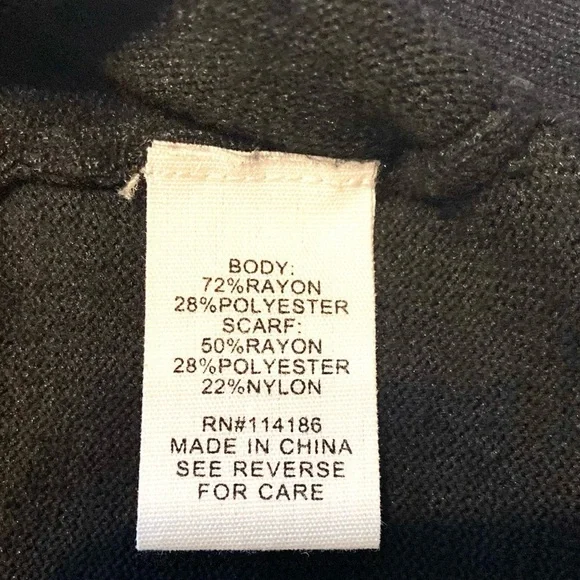 BODY:
72%RAYON
28%POLYESTER
SCARF:
50%RAYON
28%POLYESTER
22%NYLON
RN#114186
MADE IN CHINA
SEE REVERSE
FOR CARE